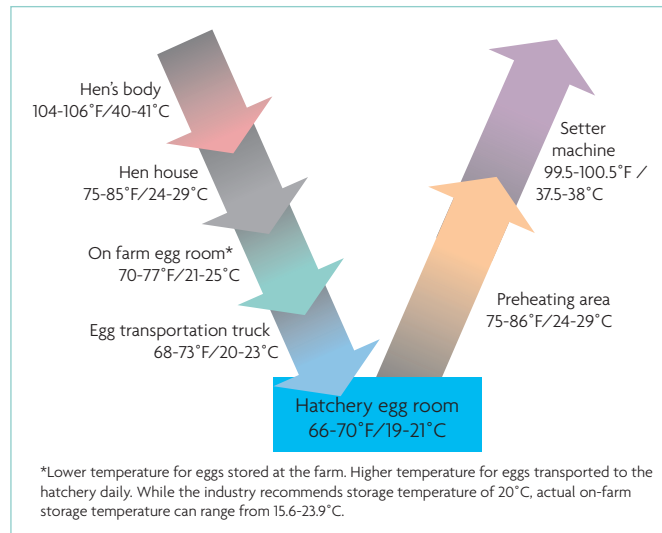 Hen's body
104-106˚F/40-41˚C
Hen house
75-85˚F/24-29˚C
On farm egg room*
70-77˚F/21-25˚C
Egg transportation truck
68-73˚F/20-23˚C
Hatchery egg room
66-70˚F/19-21˚C
Preheating area
75-86˚F/24-29˚C
Setter
machine
99.5-100.5˚F /
37.5-38˚C
*Lower temperature for eggs stored at the farm. Higher temperature for eggs transported to the
hatchery daily. While the industry recommends storage temperature of 20˚C, actual on-farm
storage temperature can range from 15.6-23.9˚C.